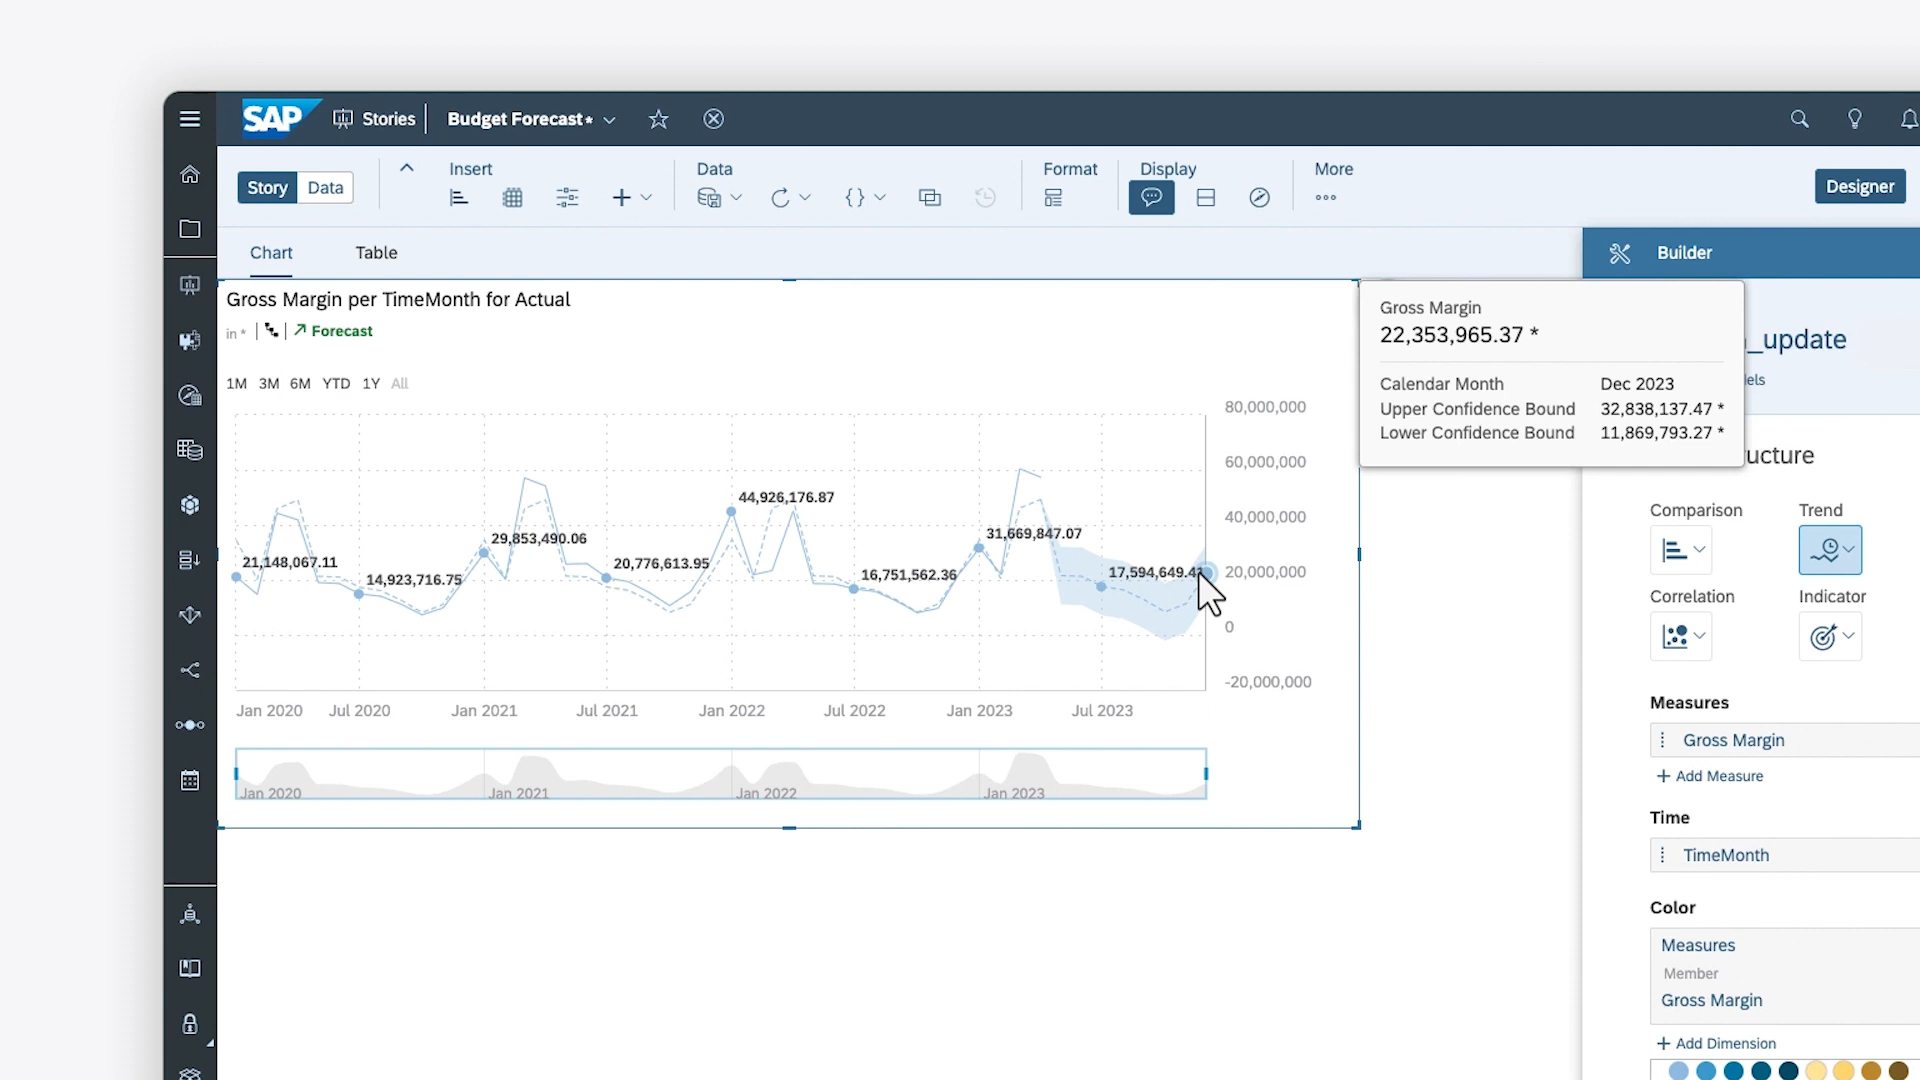 SAP Stories Budget Forecast*
Insert Data Format Display More
Story Data
Designer
Chart Table
Builder
Gross Margin per TimeMonth for Actual
in * Forecast
1M 3M 6M YTD 1Y All
80,000,000
60,000,000
40,000,000
20,000,000
0
-20,000,000
21,148,067.11
14,923,716.75
29,853,490.06
20,776,613.95
44,926,176.87
16,751,562.36
31,669,847.07
17,594,649.41
Jan 2020 Jul 2020 Jan 2021 Jul 2021 Jan 2022 Jul 2022 Jan 2023 Jul 2023
Jan 2020 Jan 2021 Jan 2022 Jan 2023
Gross Margin
22,353,965.37 *
Calendar Month Dec 2023
Upper Confidence Bound 32,838,137.47 *
Lower Confidence Bound 11,869,793.27 *
_update
els
ucture
Comparison Trend
Correlation Indicator
Measures
Gross Margin
+ Add Measure
Time
TimeMonth
Color
Measures
Member
Gross Margin
+ Add Dimension